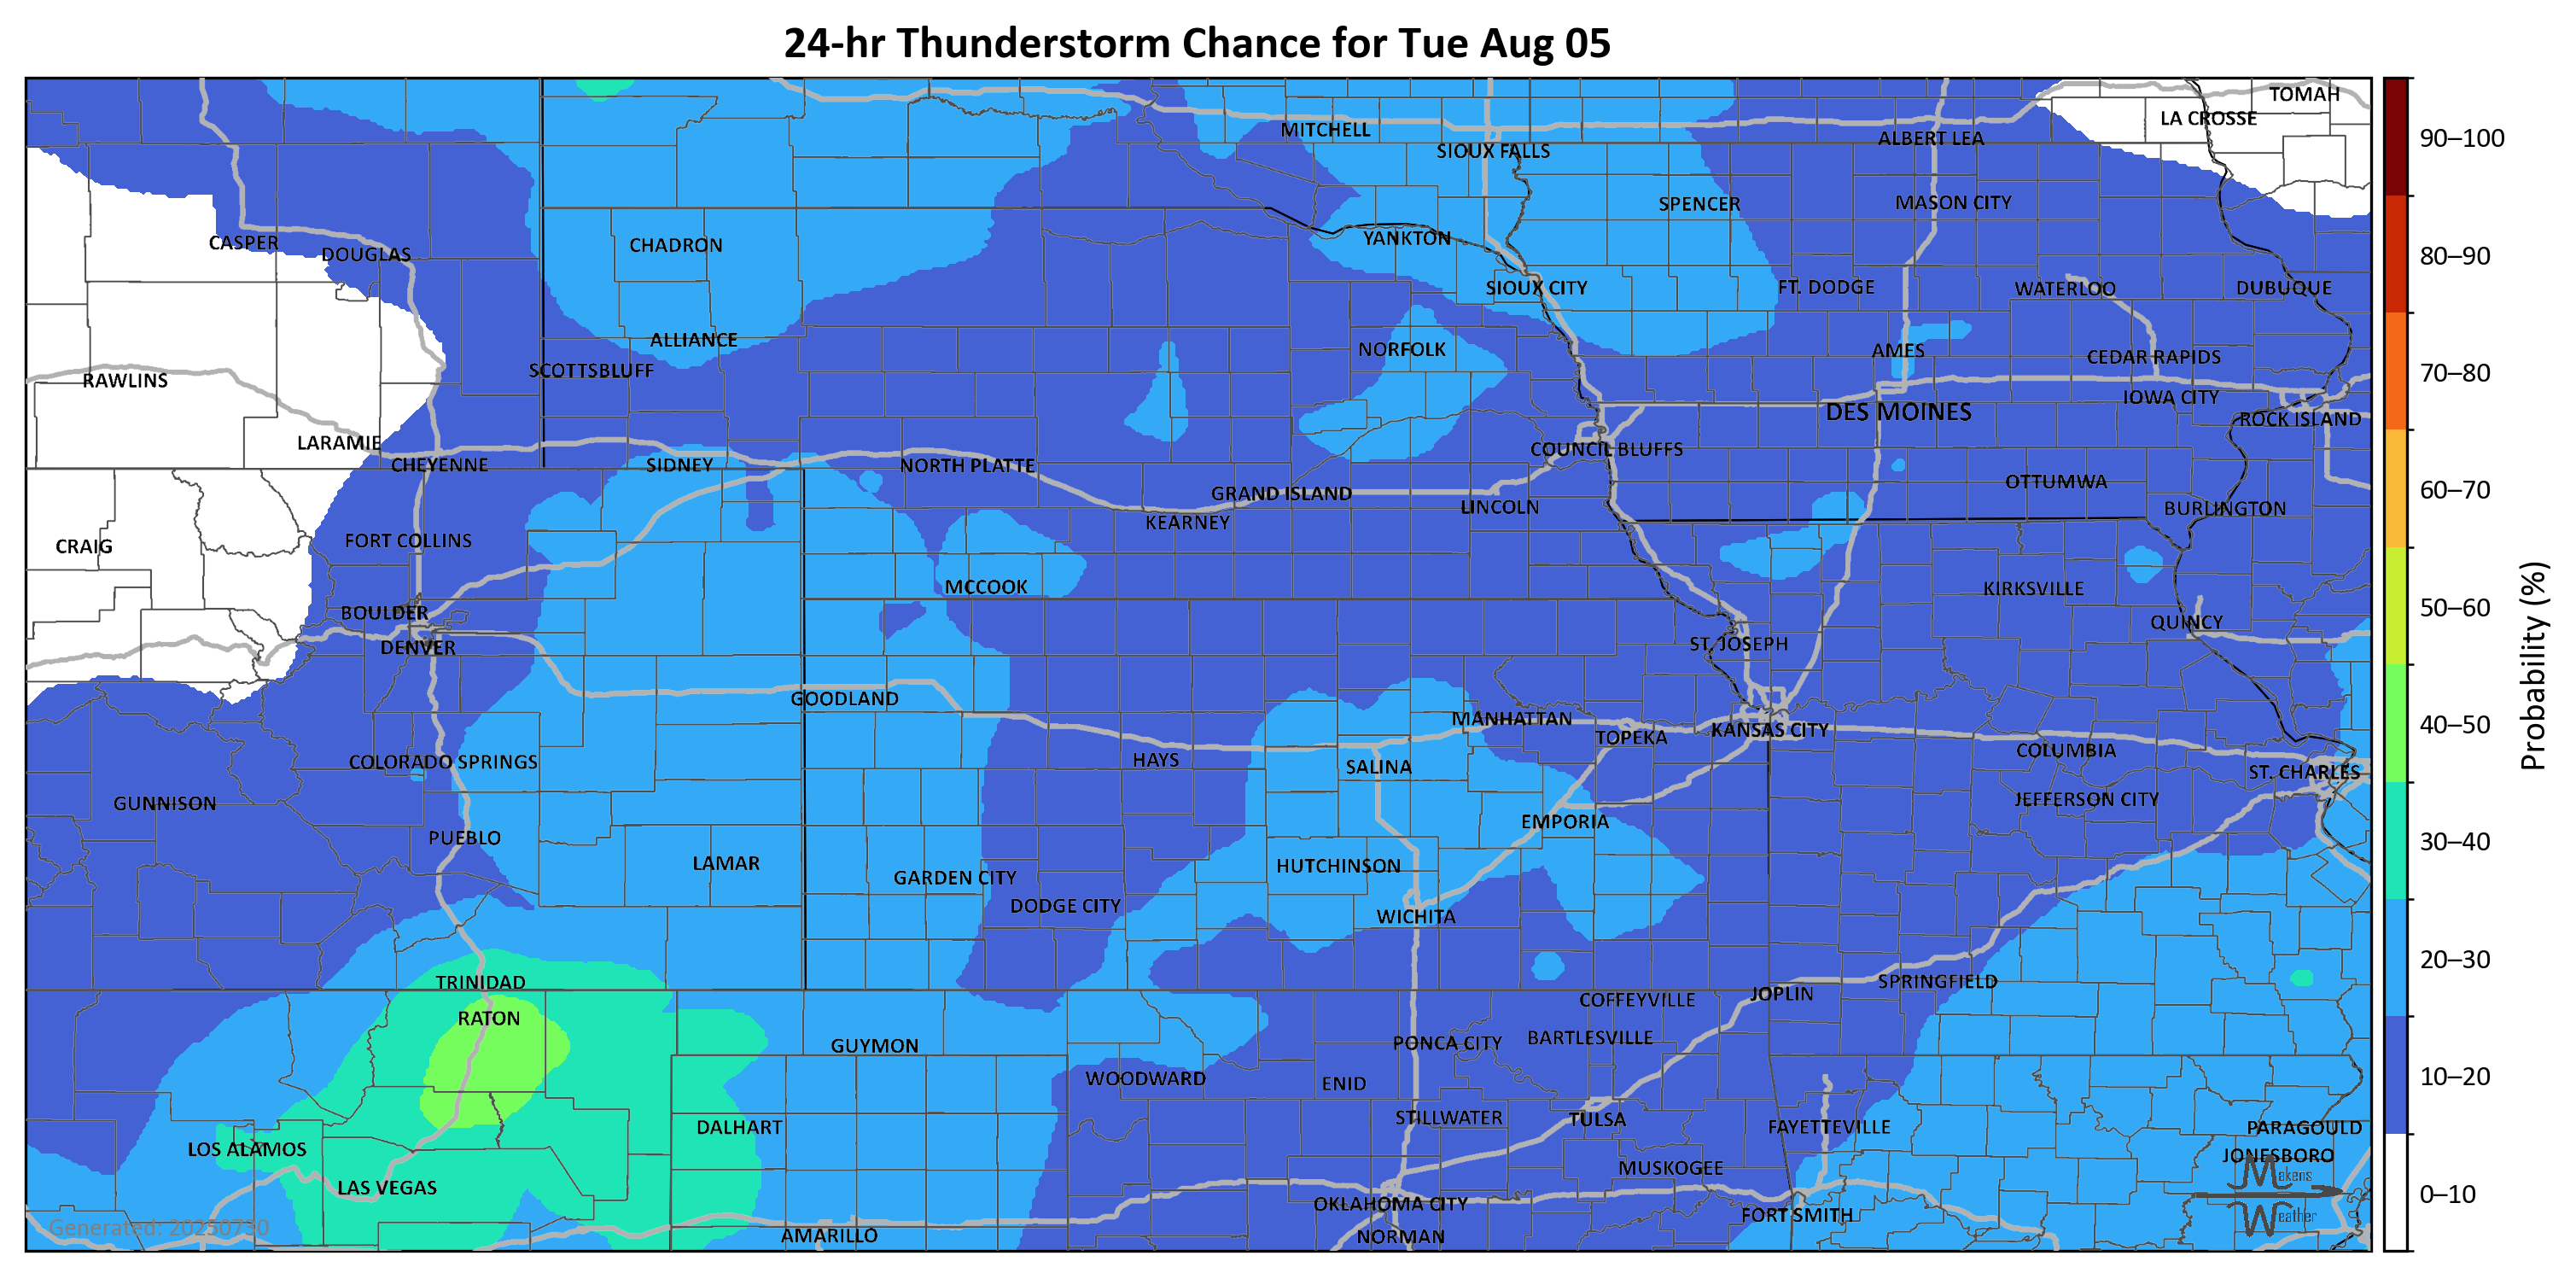 24-hr Thunderstorm Chance for Tue Aug 05
TOMAH
LA CROSSE
MITCHELL
ALBERT LEA
SIOUX FALLS
SPENCER
MASON CITY
CASPER
DOUGLAS
CHADRON
YANKTON
SIOUX CITY
FT. DODGE
WATERLOO
DUBUQUE
ALLIANCE
NORFOLK
AMES
CEDAR RAPIDS
RAWLINS
SCOTTSBLUFF
IOWA CITY
DES MOINES
ROCK ISLAND
LARAMIE
COUNCIL BLUFFS
CHEYENNE
SIDNEY
NORTH PLATTE
OTTUMWA
GRAND ISLAND
LINCOLN
BURLINGTON
KEARNEY
CRAIG
FORT COLLINS
MCCOOK
KIRKSVILLE
BOULDER
QUINCY
DENVER
ST. JOSEPH
GOODLAND
MANHATTAN
KANSAS CITY
TOPEKA
COLUMBIA
COLORADO SPRINGS
HAYS
SALINA
ST. CHARLES
GUNNISON
JEFFERSON CITY
PUEBLO
EMPORIA
LAMAR
HUTCHINSON
GARDEN CITY
DODGE CITY
WICHITA
TRINIDAD
SPRINGFIELD
JOPLIN
COFFEYVILLE
RATON
BARTLESVILLE
GUYMON
PONCA CITY
WOODWARD
ENID
STILLWATER
TULSA
DALHART
FAYETTEVILLE
PARAGOULD
LOS ALAMOS
JONESBORO
MUSKOGEE
LAS VEGAS
OKLAHOMA CITY
FORT SMITH
AMARILLO
NORMAN
Generated: 20250730
Makens
Weather
90–100
80–90
70–80
60–70
50–60
40–50
30–40
20–30
10–20
0–10
Probability (%)